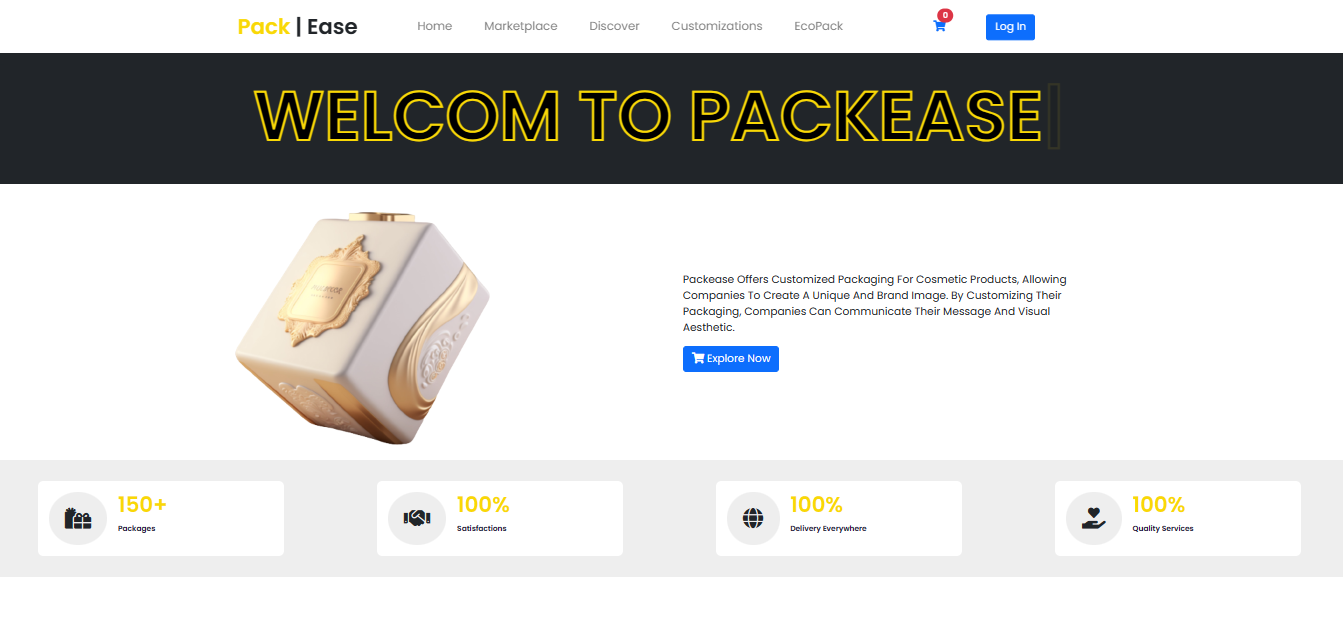 Pack | Ease
Home
Marketplace
Discover
Customizations
EcoPack
0
Log In
WELCOM TO PACKEASE
Packease Offers Customized Packaging For Cosmetic Products, Allowing
Companies To Create A Unique And Brand Image. By Customizing Their
Packaging, Companies Can Communicate Their Message And Visual
Aesthetic.
Explore Now
150+
Packages
100%
Satisfactions
100%
Delivery Everywhere
100%
Quality Services